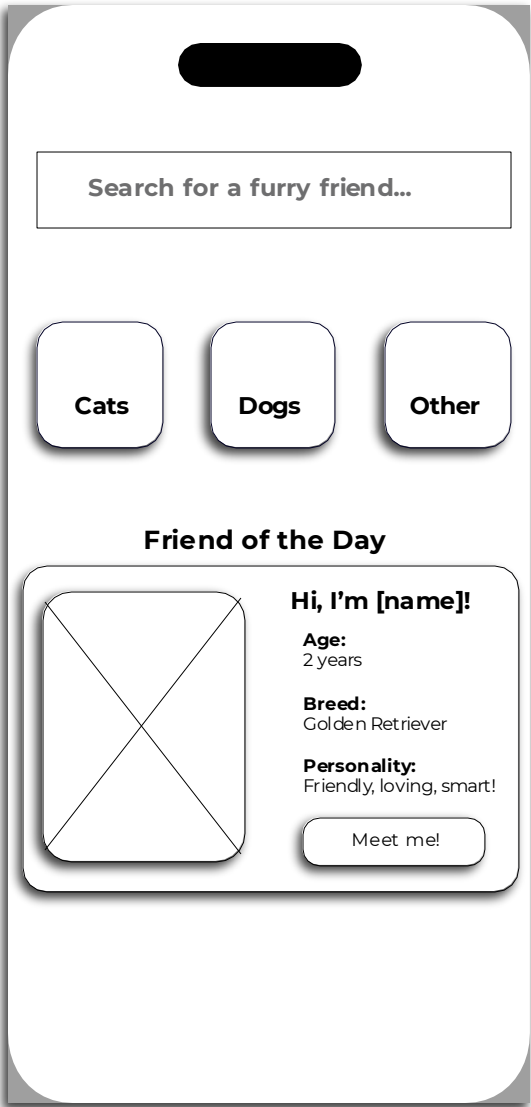 Search for a furry friend...
Cats
Dogs
Other
Friend of the Day
Hi, I’m [name]!
Age:
2 years
Breed:
Golden Retriever
Personality:
Friendly, loving, smart!
Meet me!